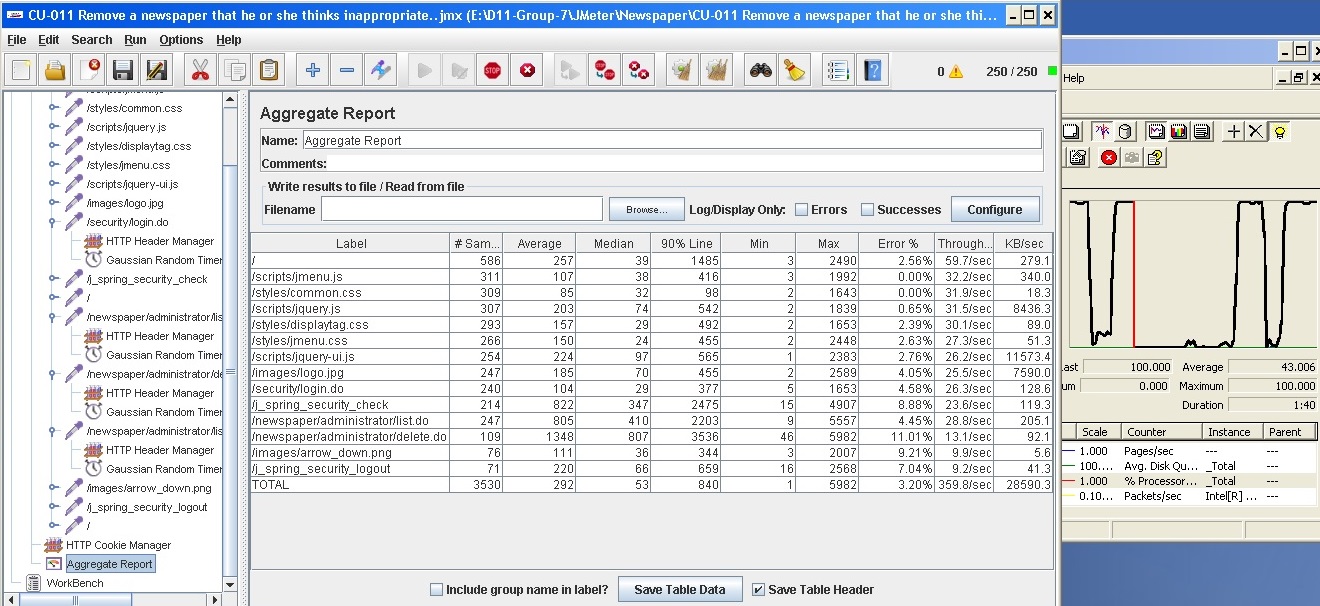 CU-011 Remove a newspaper that he or she thinks inappropriate..jmx (E:\D11-Group-7\JMeter\Newspaper\CU-011 Remove a newspaper that he or she thi...
File Edit Search Run Options Help
0 250 / 250
/styles/common.css
/scripts/jquery.js
/styles/displaytag.css
/styles/jmenu.css
/scripts/jquery-ui.js
/images/logo.jpg
/security/login.do
HTTP Header Manager
Gaussian Random Timer
/j_spring_security_check
/
/newspaper/administrator/lis
HTTP Header Manager
Gaussian Random Timer
/newspaper/administrator/de
HTTP Header Manager
Gaussian Random Timer
/newspaper/administrator/lis
HTTP Header Manager
Gaussian Random Timer
/images/arrow_down.png
/j_spring_security_logout
/
HTTP Cookie Manager
Aggregate Report
WorkBench
Aggregate Report
Name: Aggregate Report
Comments:
Write results to file / Read from file
Filename Browse... Log/Display Only: Errors Successes Configure
Label # Sam... Average Median 90% Line Min Max Error % Through... KB/sec
/ 586 257 39 1485 3 2490 2.56% 59.7/sec 279.1
/scripts/jmenu.js 311 107 38 416 3 1992 0.00% 32.2/sec 340.0
/styles/common.css 309 85 32 98 2 1643 0.00% 31.9/sec 18.3
/scripts/jquery.js 307 203 74 542 2 1839 0.65% 31.5/sec 8436.3
/styles/displaytag.css 293 157 29 492 2 1653 2.39% 30.1/sec 89.0
/styles/jmenu.css 266 150 24 455 2 2448 2.63% 27.3/sec 51.3
/scripts/jquery-ui.js 254 224 97 565 1 2383 2.76% 26.2/sec 11573.4
/images/logo.jpg 247 185 70 455 2 2589 4.05% 25.5/sec 7590.0
/security/login.do 240 104 29 377 5 1653 4.58% 26.3/sec 128.6
/j_spring_security_check 214 822 347 2475 15 4907 8.88% 23.6/sec 119.3
/newspaper/administrator/list.do 247 805 410 2203 9 5557 4.45% 28.8/sec 205.1
/newspaper/administrator/delete.do 109 1348 807 3536 46 5982 11.01% 13.1/sec 92.1
/images/arrow_down.png 76 111 36 344 3 2007 9.21% 9.9/sec 5.6
/j_spring_security_logout 71 220 66 659 16 2568 7.04% 9.2/sec 41.3
TOTAL 3530 292 53 840 1 5982 3.20% 359.8/sec 28590.3
Include group name in label? Save Table Data Save Table Header
Help
ast 100.000 Average 43.006
um 0.000 Maximum 100.000
Duration 1:40
Scale Counter Instance Parent
1.000 Pages/sec --- ---
100.... Avg. Disk Qu... _Total ---
1.000 % Processor... _Total ---
0.10... Packets/sec Intel[R] ... ---